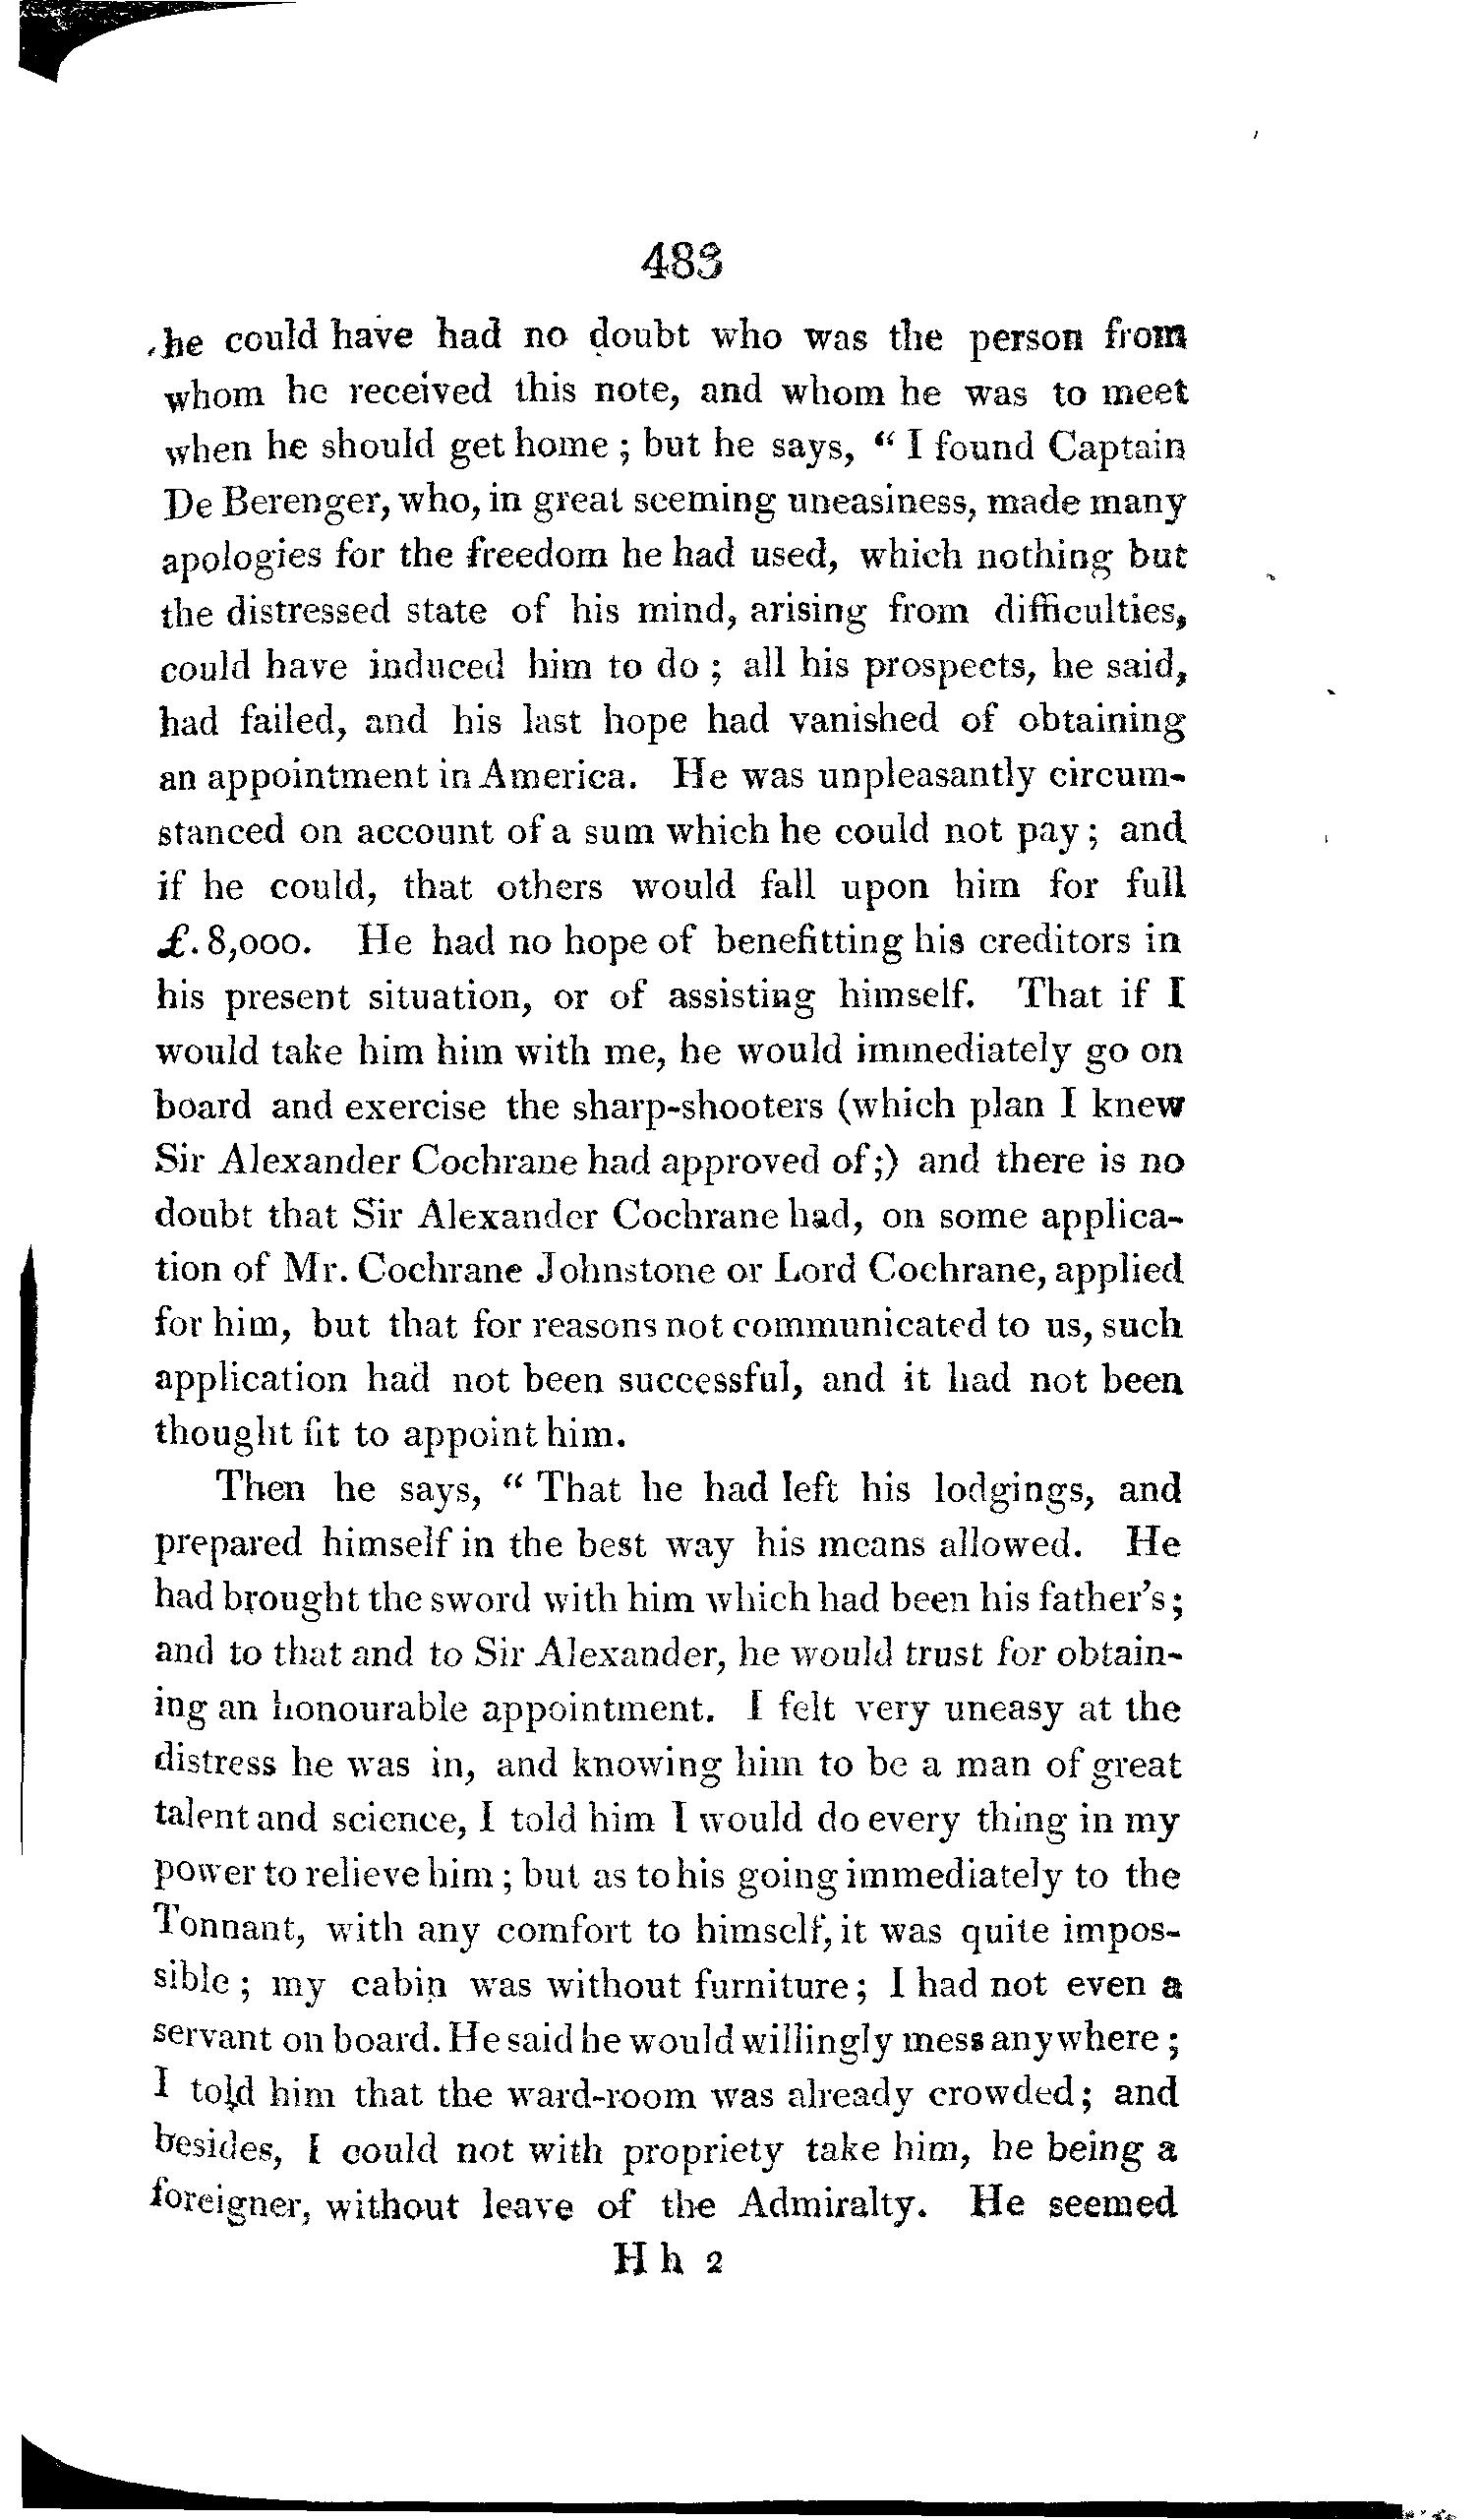 483
he could have had no doubt who was the person from
whom he received this note, and whom he was to meet
when he should get home ; but he says, “ I found Captain
De Berenger, who, in great seeming uneasiness, made many
apologies for the freedom he had used, which nothing but
the distressed state of his mind, arising from difficulties,
could have induced him to do ; all his prospects, he said,
had failed, and his last hope had vanished of obtaining
an appointment in America. He was unpleasantly circum-
stanced on account of a sum which he could not pay ; and
if he could, that others would fall upon him for full
£. 8,000. He had no hope of benefitting his creditors in
his present situation, or of assisting himself. That if I
would take him him with me, he would immediately go on
board and exercise the sharp-shooters (which plan I knew
Sir Alexander Cochrane had approved of ;) and there is no
doubt that Sir Alexander Cochrane had, on some applica-
tion of Mr. Cochrane Johnstone or Lord Cochrane, applied
for him, but that for reasons not communicated to us, such
application had not been successful, and it had not been
thought fit to appoint him.
Then he says, “ That he had left his lodgings, and
prepared himself in the best way his means allowed. He
had brought the sword with him which had been his father's ;
and to that and to Sir Alexander, he would trust for obtain-
ing an honourable appointment. I felt very uneasy at the
distress he was in, and knowing him to be a man of great
talent and science, I told him I would do every thing in my
power to relieve him ; but as to his going immediately to the
Tonnant, with any comfort to himself, it was quite impos-
sible ; my cabin was without furniture ; I had not even a
servant on board. He said he would willingly mess anywhere ;
I told him that the ward-room was already crowded ; and
besides, I could not with propriety take him, he being a
foreigner, without leave of the Admiralty. He seemed
H h 2